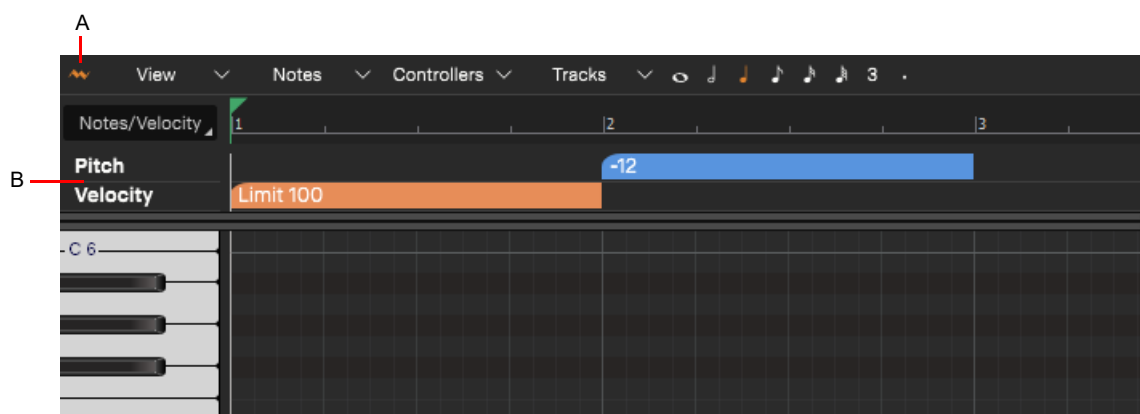 A
View Notes Controllers Tracks 3 .
Notes/Velocity 1 2 3
B
Pitch -12
Velocity Limit 100
C 6